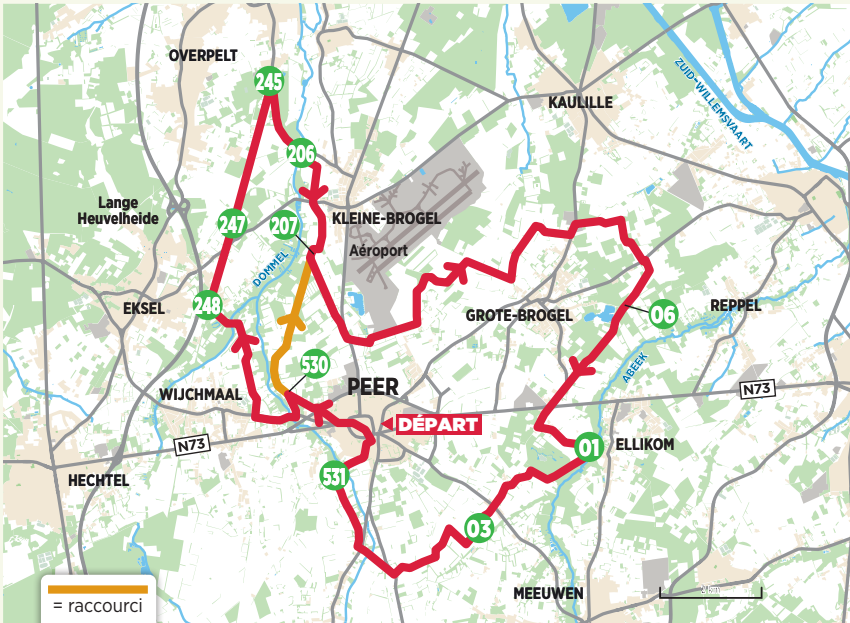 OVERPELT
245
KAULILLE
ZUID-WILLEMSVAART
206
Lange
Heuvelheide
247
207
KLEINE-BROGEL
Aéroport
DOMMEL
EKSEL
248
GROTE-BROGEL
06
REPPEL
ABEEK
530
PEER
WIJCHMAAL
N73
DÉPART
N73
01
ELLIKOM
HECHTEL
531
03
MEEUWEN
= raccourci